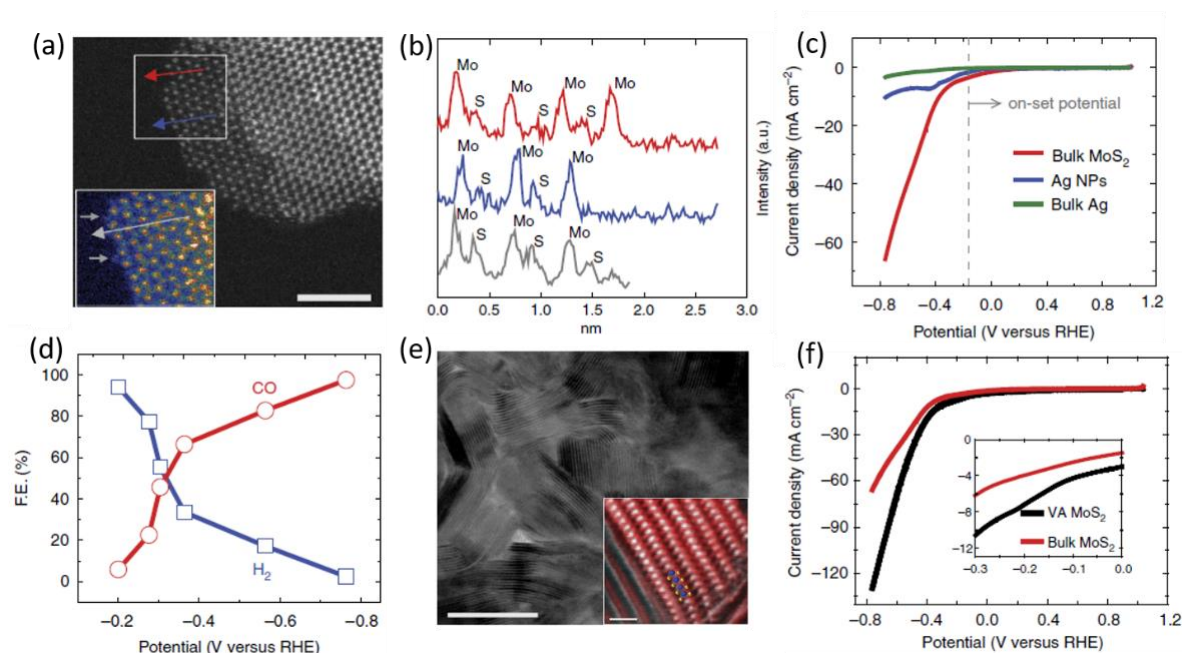 (a)
(b)
Mo
Mo
Mo
Mo
S
S
S
Mo
Mo
Mo
S
S
Mo
Mo
Mo
S
S
S
0.0 0.5 1.0 1.5 2.0 2.5 3.0
nm
Intensity (a.u.)
(c)
0
−20
−40
−60
on-set potential
Bulk MoS₂
Ag NPs
Bulk Ag
−0.8 −0.4 0.0 0.4 0.8 1.2
Potential (V versus RHE)
Current density (mA cm⁻²)
(d)
100
80
60
40
20
0
F.E. (%)
CO
H₂
−0.2 −0.4 −0.6 −0.8
Potential (V versus RHE)
(e)
(f)
0
−30
−60
−90
−120
Current density (mA cm⁻²)
0
−4
−8
−12
VA MoS₂
Bulk MoS₂
−0.3 −0.2 −0.1 0.0
−0.8 −0.4 0.0 0.4 0.8 1.2
Potential (V versus RHE)